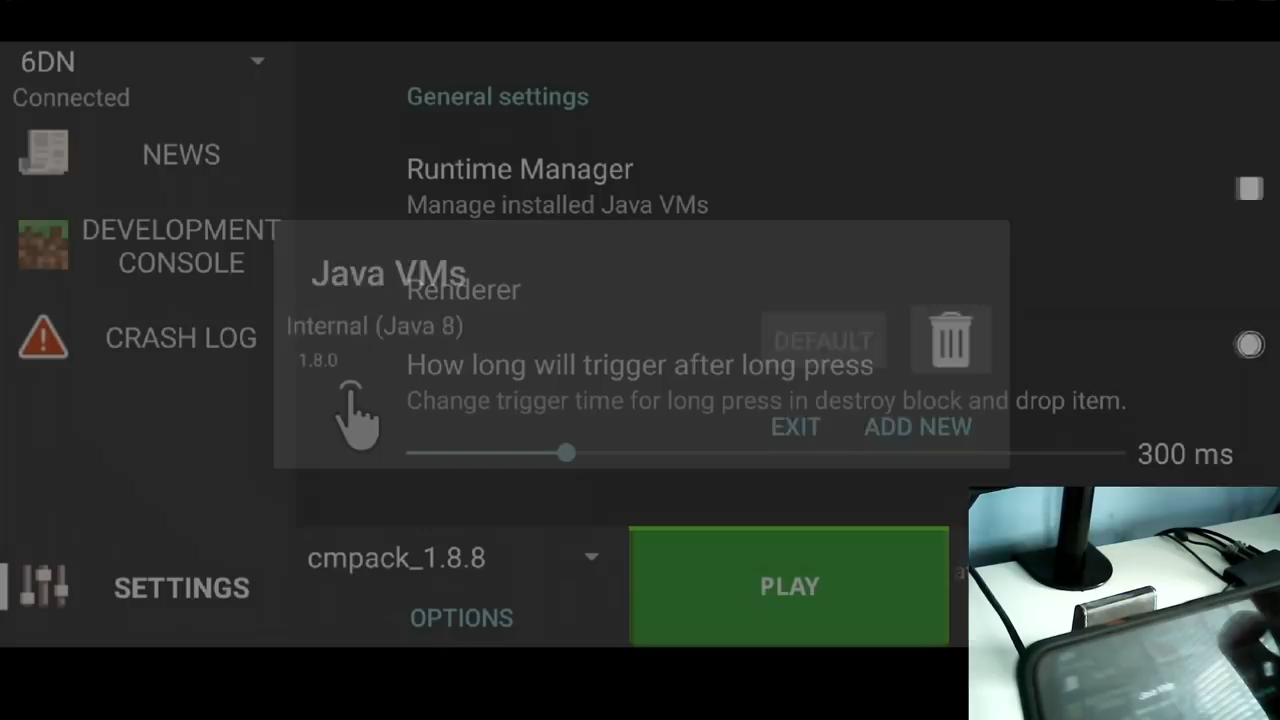 6DN
Connected
NEWS
DEVELOPMENT
CONSOLE
CRASH LOG
SETTINGS
General settings
Runtime Manager
Manage installed Java VMs
Renderer
How long will trigger after long press
Change trigger time for long press in destroy block and drop item.
300 ms
Java VMs
Internal (Java 8)
1.8.0
DEFAULT
EXIT
ADD NEW
cmpack_1.8.8
OPTIONS
PLAY